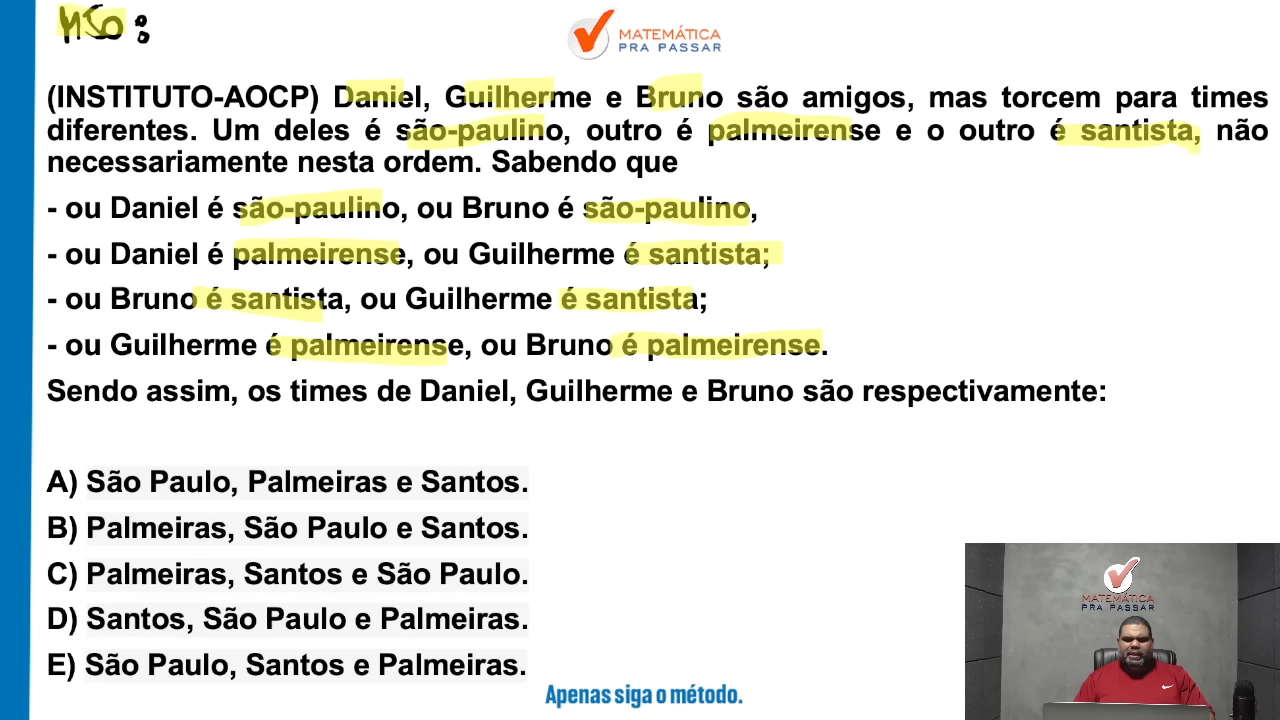 MATEMÁTICA
PRA PASSAR
(INSTITUTO-AOCP) Daniel, Guilherme e Bruno são amigos, mas torcem para times
diferentes. Um deles é são-paulino, outro é palmeirense e o outro é santista, não
necessariamente nesta ordem. Sabendo que
- ou Daniel é são-paulino, ou Bruno é são-paulino,
- ou Daniel é palmeirense, ou Guilherme é santista;
- ou Bruno é santista, ou Guilherme é santista;
- ou Guilherme é palmeirense, ou Bruno é palmeirense.
Sendo assim, os times de Daniel, Guilherme e Bruno são respectivamente:
A) São Paulo, Palmeiras e Santos.
B) Palmeiras, São Paulo e Santos.
C) Palmeiras, Santos e São Paulo.
D) Santos, São Paulo e Palmeiras.
E) São Paulo, Santos e Palmeiras.
MATEMÁTICA
PRA PASSAR
Apenas siga o método.